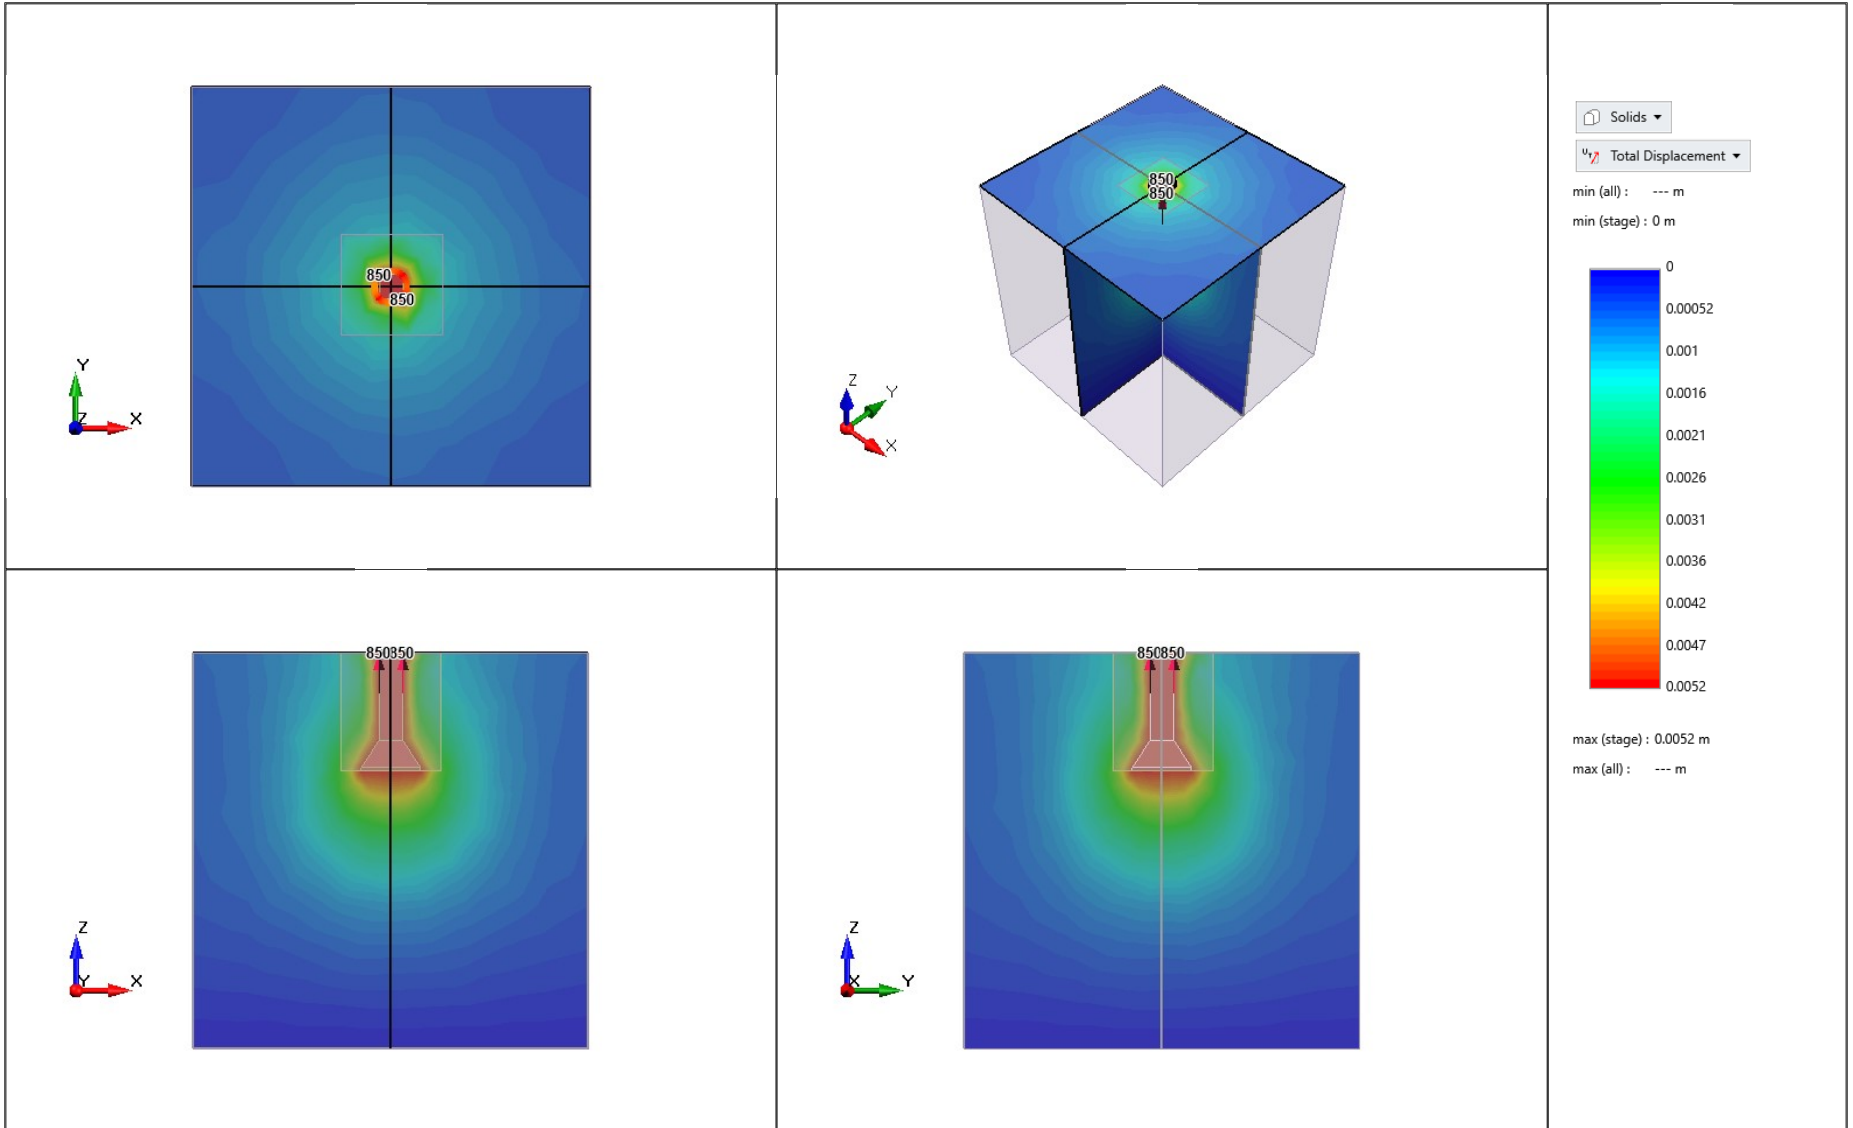 850
850
Y
Z
X
850
850
Z
Y
X
Solids
UT Total Displacement
min (all) : --- m
min (stage) : 0 m
0
0.00052
0.001
0.0016
0.0021
0.0026
0.0031
0.0036
0.0042
0.0047
0.0052
max (stage) : 0.0052 m
max (all) : --- m
850850
Z
Y
X
850850
Z
X
Y